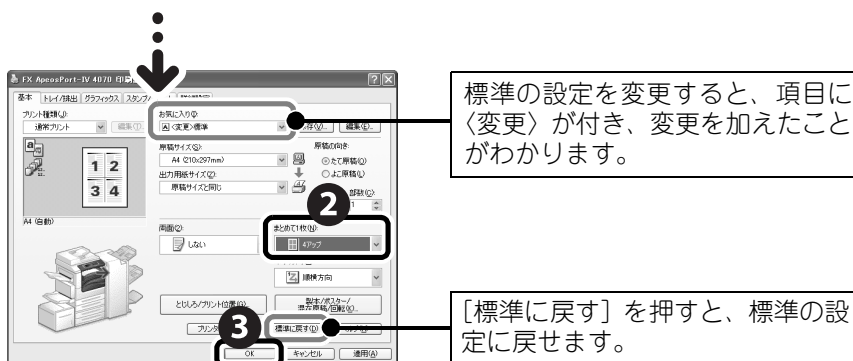 FX ApeosPort-IV 4070
基本 トレイ/排出 グラフィックス スタンプ/
プリント種類(J):
お気に入り(Φ):
通常プリント
編集(T)...
A <変更>標準
存(V)...
編集(E)...
標準の設定を変更すると、項目に
〈変更〉が付き、変更を加えたこと
がわかります。
原稿サイズ(S):
原稿の向き:
A4 (210x297mm)
たて原稿(O)
よこ原稿(L)
出力用紙サイズ(Z):
原稿サイズと同じ
部数(C):
1
1 2
3 4
2
A4 (自動)
両面(2):
まとめて1枚(N):
しない
4アップ
順横方向
とじしろ/プリント位置(G)...
製本/ポスター/
混在原稿/回転(K)...
標準に戻す(D)
3
OK
キャンセル
適用(A)
[標準に戻す]を押すと、標準の設
定に戻せます。